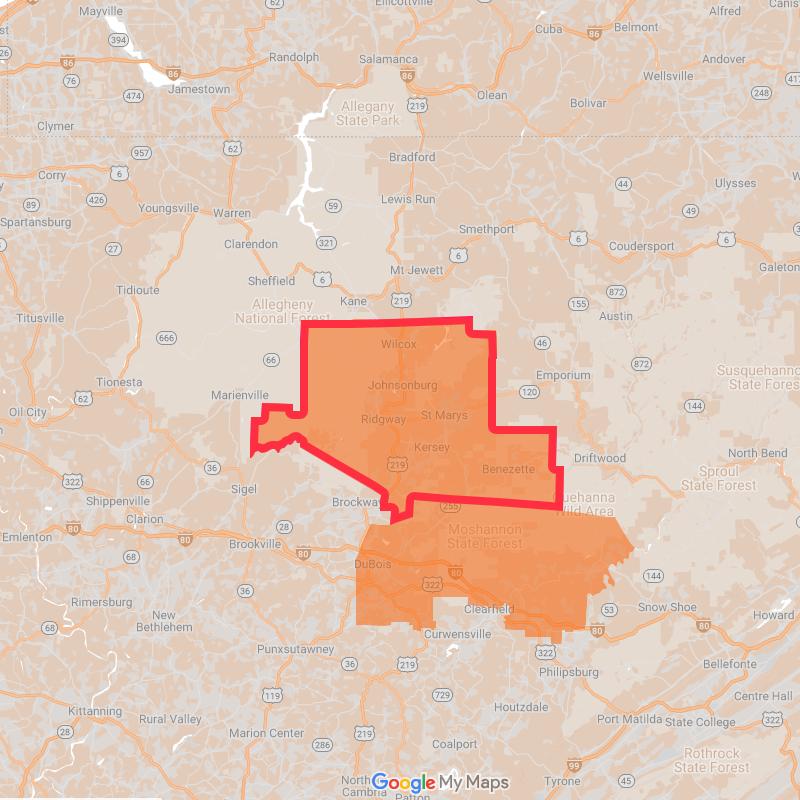 Mayville
Ellicottville
Alfred
Canisteo
394
86
Cuba
86
Belmont
Randolph
Salamanca
Andover
86
76
86
Wellsville
Jamestown
474
219
Olean
248
Allegany
State Park
Bolivar
Clymer
62
957
Bradford
Corry
6
44
Ulysses
89
426
59
Lewis Run
Youngsville
Warren
49
Spartansburg
Smethport
27
Clarendon
321
6
6
Coudersport
Sheffield
6
Mt Jewett
Galeton
Tidioute
Kane
219
872
155
Allegheny
National Forest
Austin
Titusville
666
Wilcox
46
66
872
Susquehannock
State Forest
Tionesta
Johnsonburg
Emporium
62
Marienville
120
144
Oil City
Ridgway
St Marys
Kersey
North Bend
36
219
Benezette
Driftwood
322
66
Sproul
State Forest
Sigel
Shippenville
Brockway
255
Quehanna
Wild Area
Clarion
28
Moshannon
State Forest
Emlenton
80
Brookville
80
68
DuBois
80
36
322
144
Rimersburg
Clearfield
53
Snow Shoe
New
Bethlehem
Howard
68
Curwensville
80
80
Punxsutawney
322
36
219
Philipsburg
Bellefonte
119
729
Centre Hall
Kittanning
Houtzdale
Rural Valley
Port Matilda
State College
322
28
Marion Center
219
286
Coalport
Rothrock
State Forest
99
North
Cambria
Patton
Tyrone
45
Google My Maps